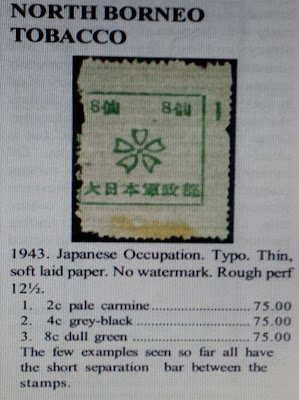 NORTH BORNEO
TOBACCO
8仙 8仙
大日本軍政部
1943. Japanese Occupation. Typo. Thin,
soft laid paper. No watermark. Rough perf
12½.
1. 2c pale carmine ........................... 75.00
2. 4c grey-black ............................... 75.00
3. 8c dull green ............................... 75.00
The few examples seen so far all have
the short separation bar between the
stamps.